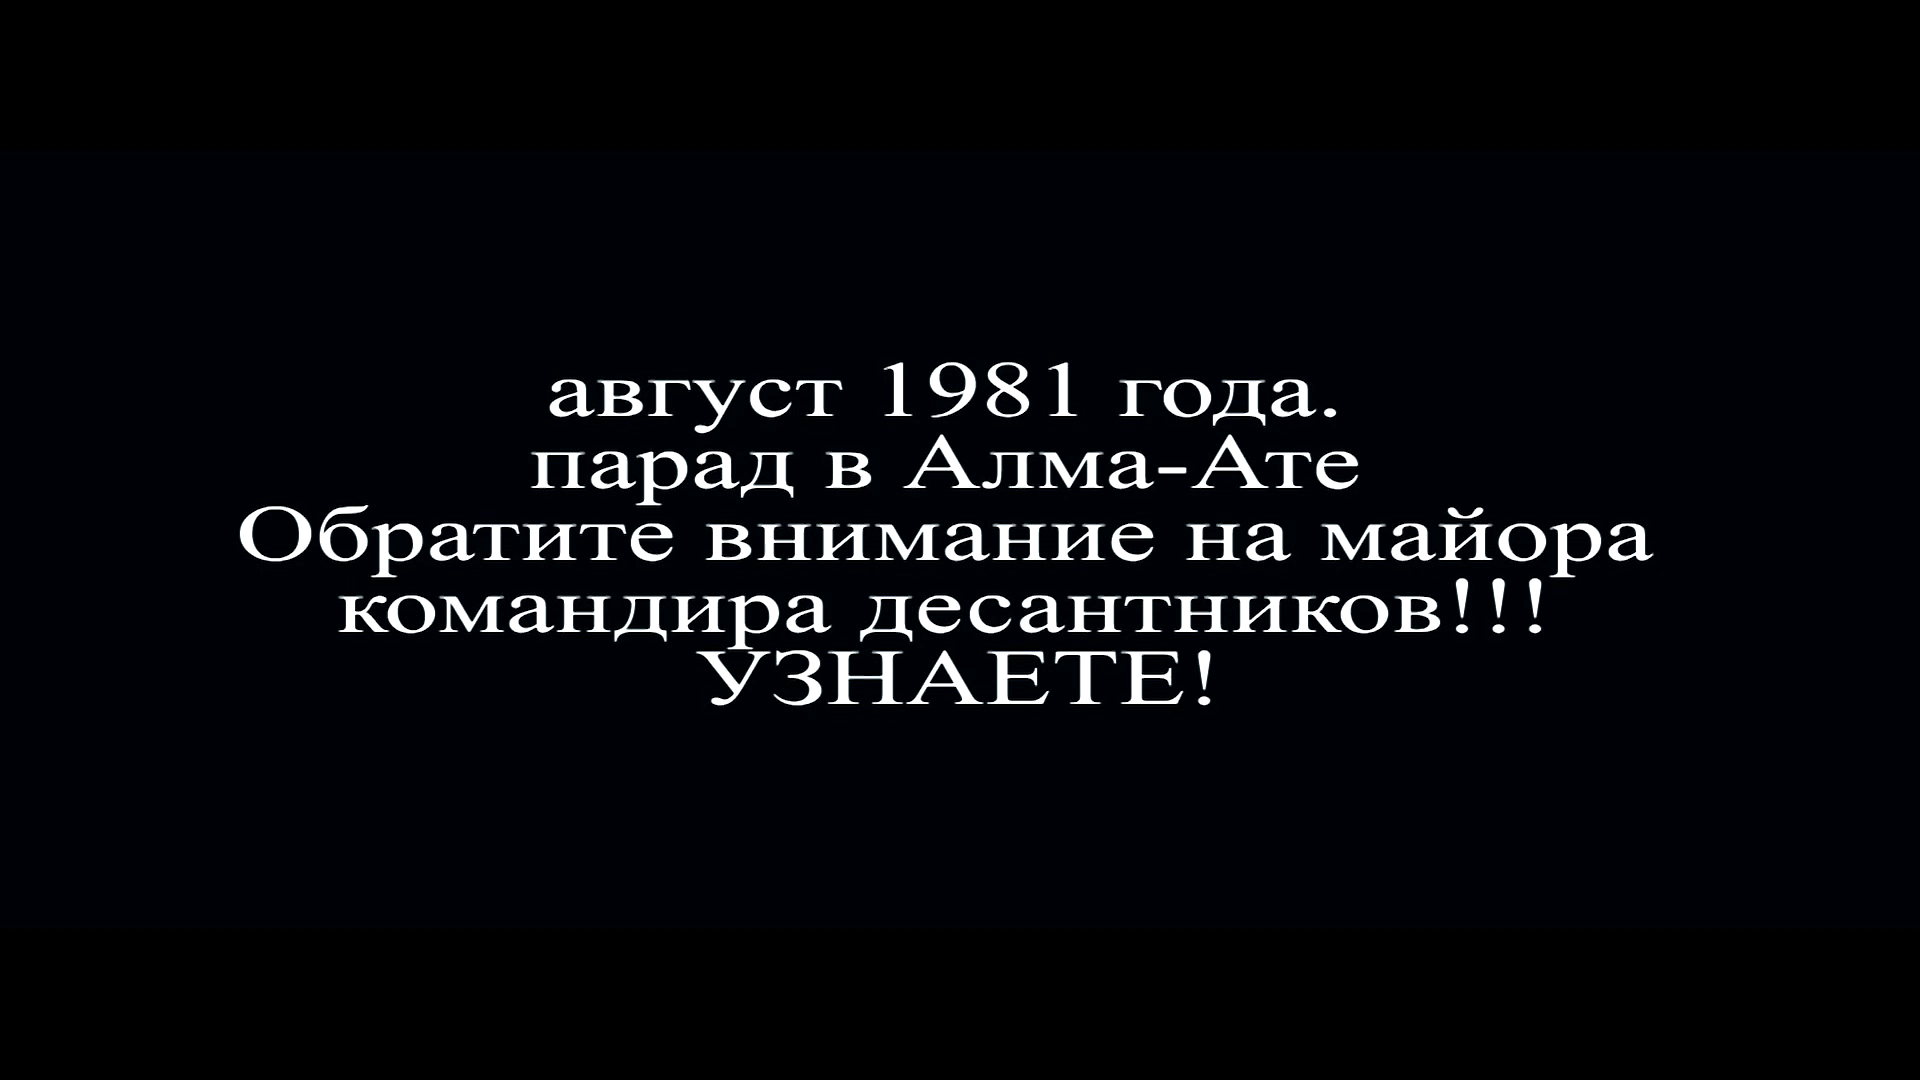 август 1981 года.
парад в Алма-Ате
Обратите внимание на майора
командира десантников!!!
УЗНАЕТЕ!